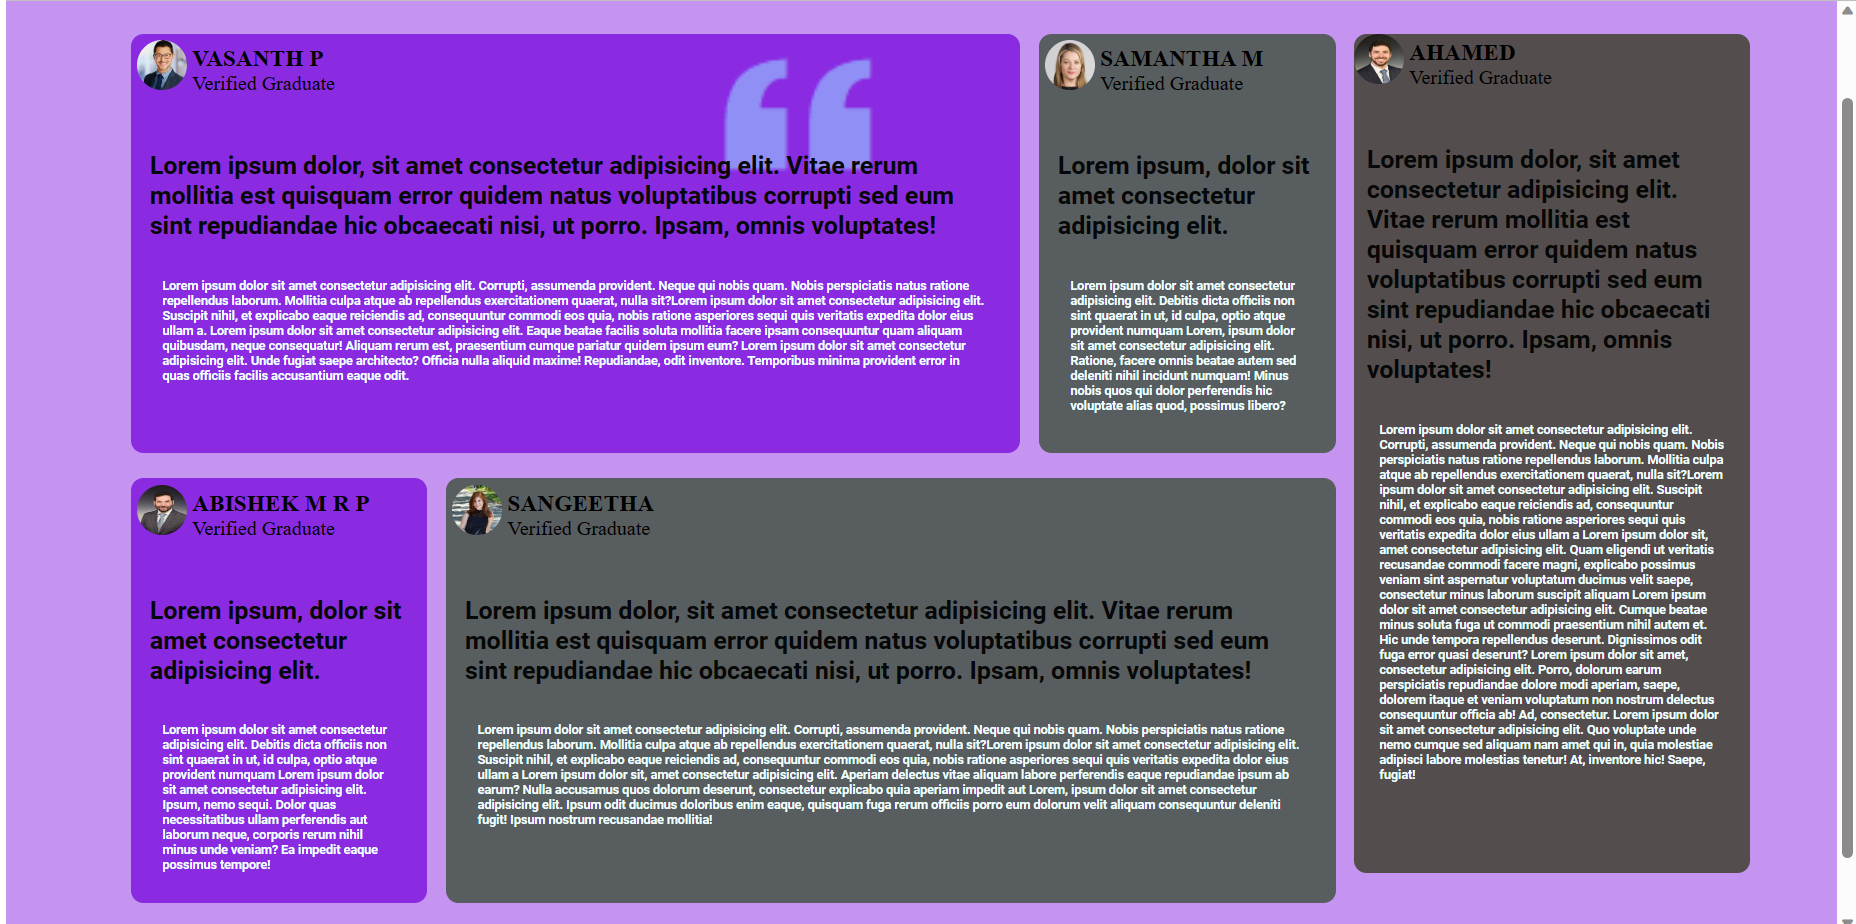 VASANTH P
Verified Graduate
Lorem ipsum dolor, sit amet consectetur adipisicing elit. Vitae rerum
mollitia est quisquam error quidem natus voluptatibus corrupti sed eum
sint repudiandae hic obcaecati nisi, ut porro. Ipsam, omnis voluptates!
Lorem ipsum dolor sit amet consectetur adipisicing elit. Corrupti, assumenda provident. Neque qui nobis quam. Nobis perspiciatis natus ratione
repellendus laborum. Mollitia culpa atque ab repellendus exercitationem quaerat, nulla sit?Lorem ipsum dolor sit amet consectetur adipisicing elit.
Suscipit nihil, et explicabo eaque reiciendis ad, consequuntur commodi eos quia, nobis ratione asperiores sequi quis veritatis expedita dolor eius
ullam a. Lorem ipsum dolor sit amet consectetur adipisicing elit. Eaque beatae facilis soluta mollitia facere ipsam consequuntur quam aliquam
quibusdam, neque consequatur! Aliquam rerum est, praesentium cumque pariatur quidem ipsum eum? Lorem ipsum dolor sit amet consectetur
adipisicing elit. Unde fugiat saepe architecto? Officia nulla aliquid maxime! Repudiandae, odit inventore. Temporibus minima provident error in
quas officiis facilis accusantium eaque odit.
SAMANTHA M
Verified Graduate
Lorem ipsum, dolor sit
amet consectetur
adipisicing elit.
Lorem ipsum dolor sit amet consectetur
adipisicing elit. Debitis dicta officiis non
sint quaerat in ut, id culpa, optio atque
provident numquam Lorem, ipsum dolor
sit amet consectetur adipisicing elit.
Ratione, facere omnis beatae autem sed
deleniti nihil incidunt numquam! Minus
nobis quos qui dolor perferendis hic
voluptate alias quod, possimus libero?
AHAMED
Verified Graduate
Lorem ipsum dolor, sit amet
consectetur adipisicing elit.
Vitae rerum mollitia est
quisquam error quidem natus
voluptatibus corrupti sed eum
sint repudiandae hic obcaecati
nisi, ut porro. Ipsam, omnis
voluptates!
Lorem ipsum dolor sit amet consectetur adipisicing elit.
Corrupti, assumenda provident. Neque qui nobis quam. Nobis
perspiciatis natus ratione repellendus laborum. Mollitia culpa
atque ab repellendus exercitationem quaerat, nulla sit?Lorem
ipsum dolor sit amet consectetur adipisicing elit. Suscipit
nihil, et explicabo eaque reiciendis ad, consequuntur
commodi eos quia, nobis ratione asperiores sequi quis
veritatis expedita dolor eius ullam a Lorem ipsum dolor sit,
amet consectetur adipisicing elit. Quam eligendi ut veritatis
recusandae commodi facere magni, explicabo possimus
veniam sint aspernatur voluptatum ducimus velit saepe,
consectetur minus laborum suscipit aliquam Lorem ipsum
dolor sit amet consectetur adipisicing elit. Cumque beatae
minus soluta fuga ut commodi praesentium nihil autem et.
Hic unde tempora repellendus deserunt. Dignissimos odit
fuga error quasi deserunt? Lorem ipsum dolor sit amet,
consectetur adipisicing elit. Porro, dolorum earum
perspiciatis repudiandae dolore modi aperiam, saepe,
dolorem itaque et veniam voluptatum non nostrum delectus
consequuntur officia ab! Ad, consectetur. Lorem ipsum dolor
sit amet consectetur adipisicing elit. Quo voluptate unde
nemo cumque sed aliquam nam amet qui in, quia molestiae
adipisci labore molestias tenetur! At, inventore hic! Saepe,
fugiat!
ABISHEK M R P
Verified Graduate
Lorem ipsum, dolor sit
amet consectetur
adipisicing elit.
Lorem ipsum dolor sit amet consectetur
adipisicing elit. Debitis dicta officiis non
sint quaerat in ut, id culpa, optio atque
provident numquam Lorem ipsum dolor
sit amet consectetur adipisicing elit.
Ipsum, nemo sequi. Dolor quas
necessitatibus ullam perferendis aut
laborum neque, corporis rerum nihil
minus unde veniam? Ea impedit eaque
possimus tempore!
SANGEETHA
Verified Graduate
Lorem ipsum dolor, sit amet consectetur adipisicing elit. Vitae rerum
mollitia est quisquam error quidem natus voluptatibus corrupti sed eum
sint repudiandae hic obcaecati nisi, ut porro. Ipsam, omnis voluptates!
Lorem ipsum dolor sit amet consectetur adipisicing elit. Corrupti, assumenda provident. Neque qui nobis quam. Nobis perspiciatis natus ratione
repellendus laborum. Mollitia culpa atque ab repellendus exercitationem quaerat, nulla sit?Lorem ipsum dolor sit amet consectetur adipisicing elit.
Suscipit nihil, et explicabo eaque reiciendis ad, consequuntur commodi eos quia, nobis ratione asperiores sequi quis veritatis expedita dolor eius
ullam a Lorem ipsum dolor sit, amet consectetur adipisicing elit. Aperiam delectus vitae aliquam labore perferendis eaque repudiandae ipsum ab
earum? Nulla accusamus quos dolorum deserunt, consectetur explicabo quia aperiam impedit aut Lorem, ipsum dolor sit amet consectetur
adipisicing elit. Ipsum odit ducimus doloribus enim eaque, quisquam fuga rerum officiis porro eum dolorum velit aliquam consequuntur deleniti
fugit! Ipsum nostrum recusandae mollitia!